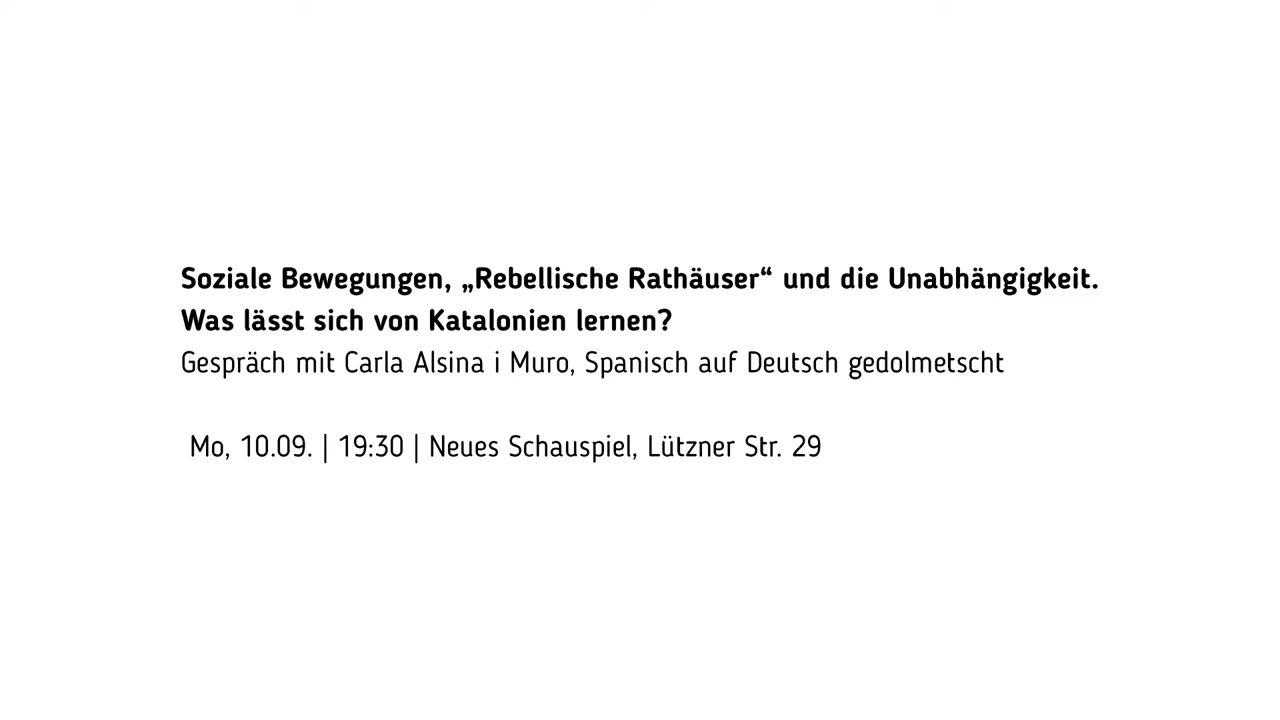 Soziale Bewegungen, „Rebellische Rathäuser“ und die Unabhängigkeit.
Was lässt sich von Katalonien lernen?
Gespräch mit Carla Alsina i Muro, Spanisch auf Deutsch gedolmetscht
Mo, 10.09. | 19:30 | Neues Schauspiel, Lützner Str. 29